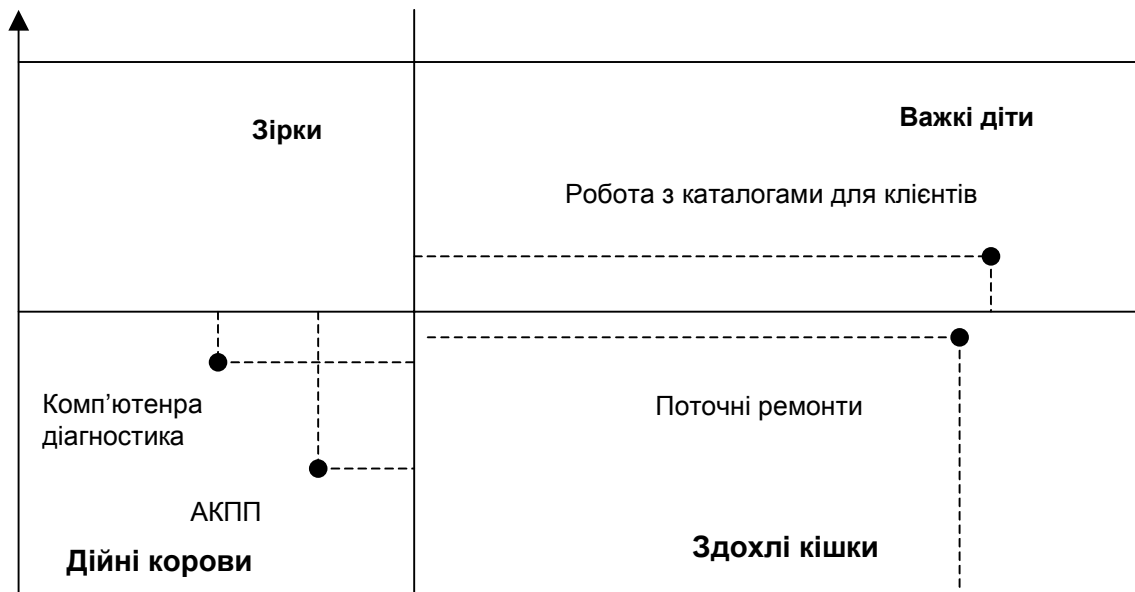 Зірки
Важкі діти
Робота з каталогами для клієнтів
Комп’ютенра
діагностика
АКПП
Дійні корови
Поточні ремонти
Здохлі кішки